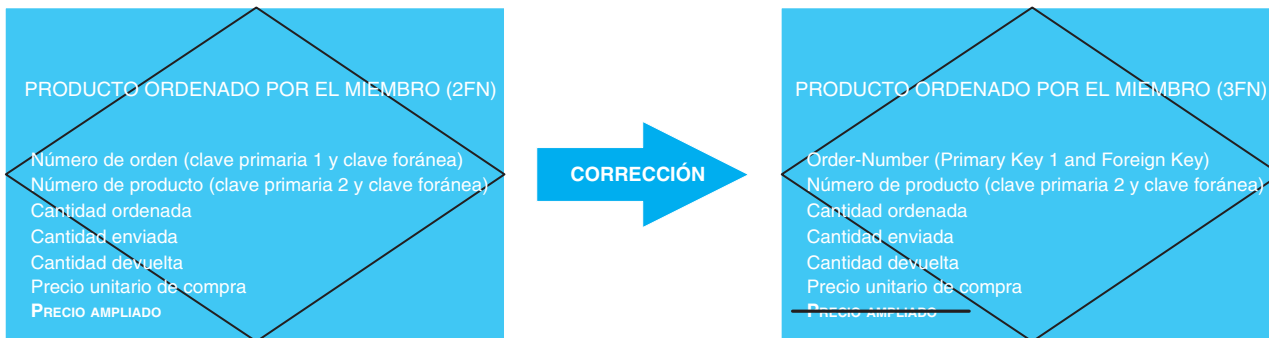 PRODUCTO ORDENADO POR EL MIEMBRO (2FN)
Número de orden (clave primaria 1 y clave foránea)
Número de producto (clave primaria 2 y clave foránea)
Cantidad ordenada
Cantidad enviada
Cantidad devuelta
Precio unitario de compra
PRECIO AMPLIADO
CORRECCIÓN
PRODUCTO ORDENADO POR EL MIEMBRO (3FN)
Order-Number (Primary Key 1 and Foreign Key)
Número de producto (clave primaria 2 y clave foránea)
Cantidad ordenada
Cantidad enviada
Cantidad devuelta
Precio unitario de compra
PRECIO AMPLIADO